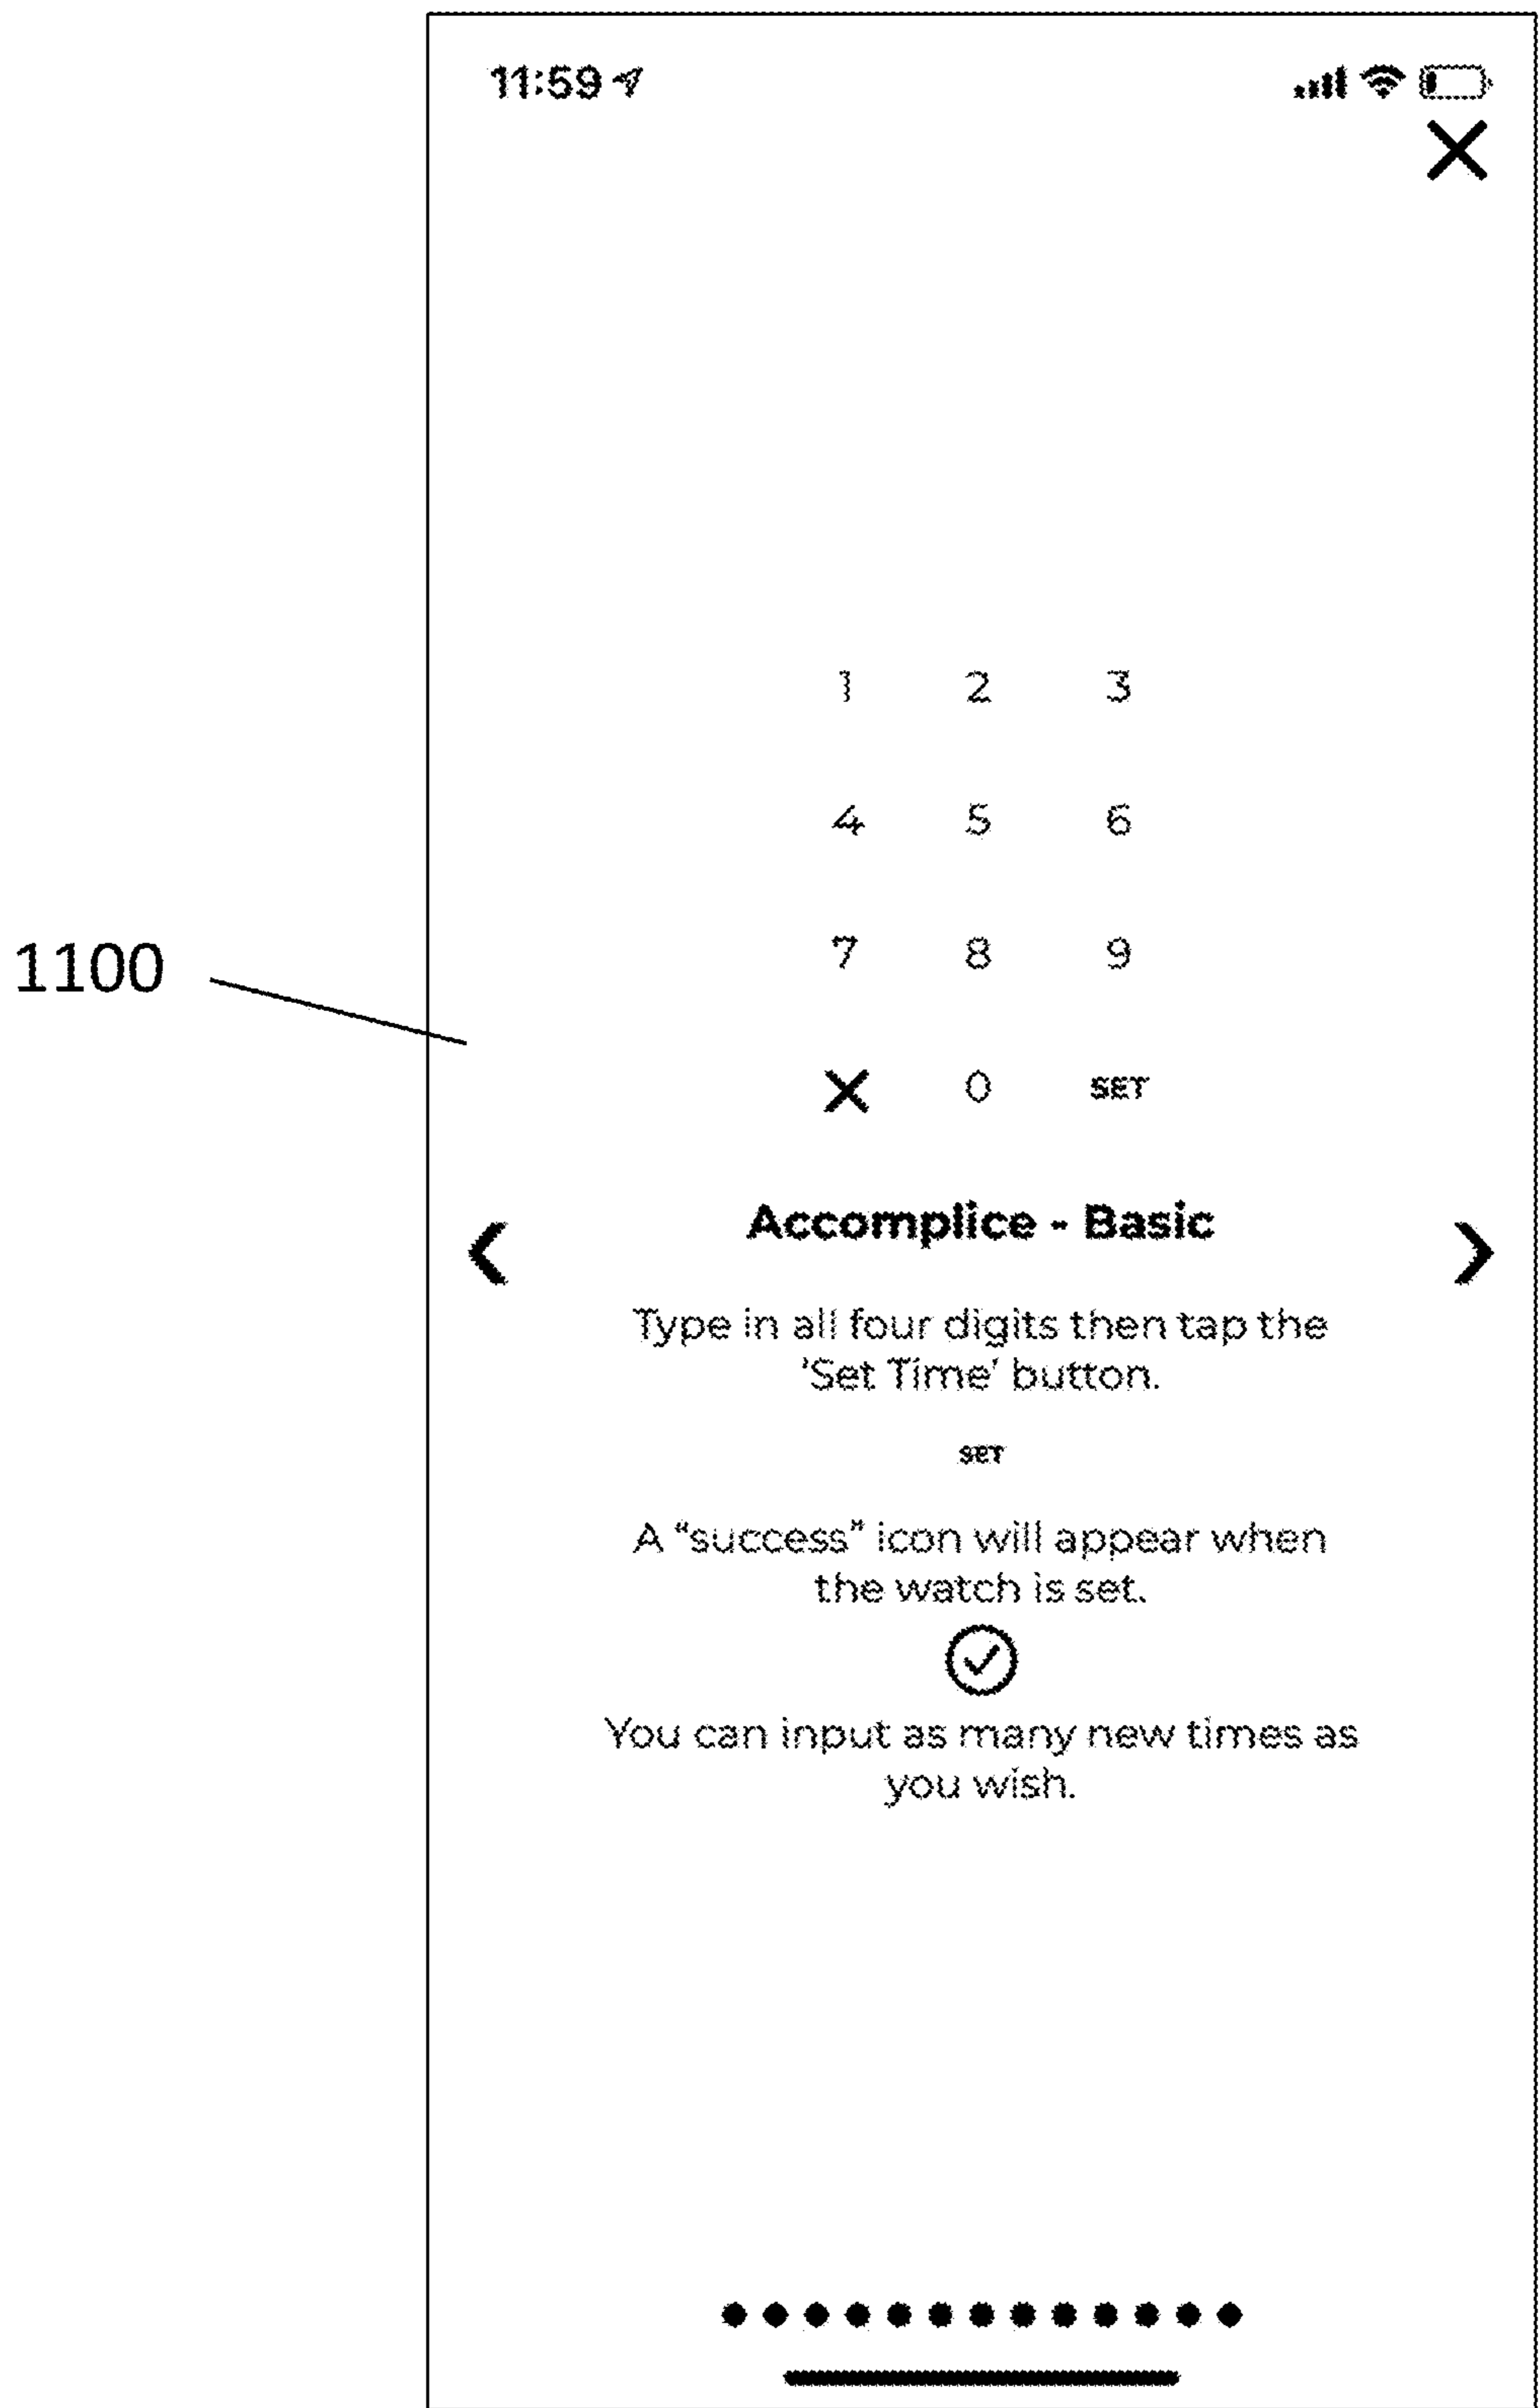 11:59
1 2 3
4 5 6
7 8 9
1100
0 SET
Accomplice - Basic
Type in all four digits then tap the
'Set Time' button.
SET
A “success” icon will appear when
the watch is set.
You can input as many new times as
you wish.